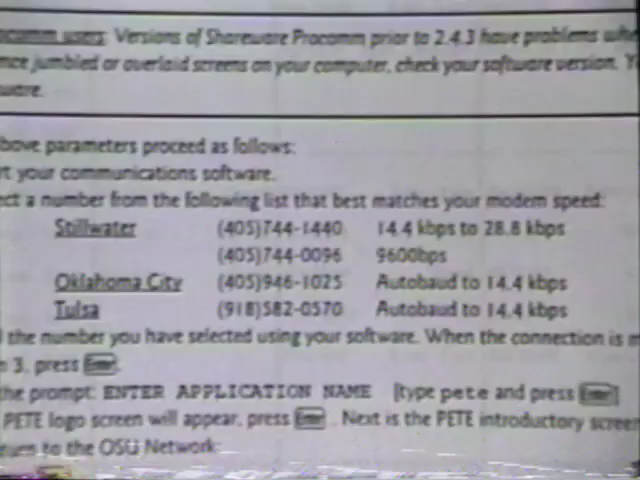 ocomm users: Versions of Shareware Procomm prior to 2.4.3 have problems whe
nce jumbled or overlaid screens on your computer, check your software version. Y
ware.
bove parameters proceed as follows:
rt your communications software.
ect a number from the following list that best matches your modem speed:
Stillwater (405)744-1440 14.4 kbps to 28.8 kbps
(405)744-0096 9600bps
Oklahoma City (405)946-1025 Autobaud to 14.4 kbps
Tulsa (918)582-0570 Autobaud to 14.4 kbps
l the number you have selected using your software. When the connection is m
p 3, press Enter.
the prompt: ENTER APPLICATION NAME [type pete and press Enter]
PETE logo screen will appear, press Enter. Next is the PETE introductory screen
eturn to the OSU Network: